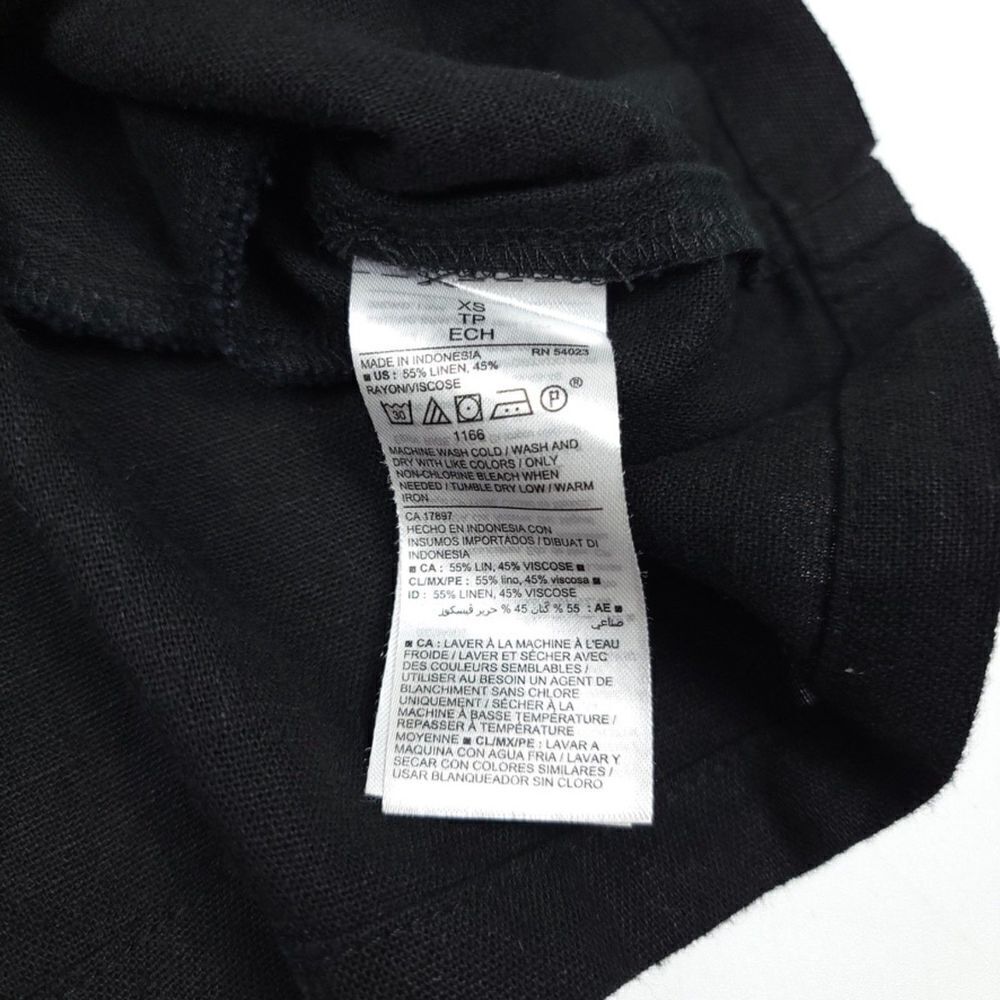 XS
TP
ECH
MADE IN INDONESIA RN 54023
■ US : 55% LINEN, 45%
RAYON/VISCOSE
30 P ®
1166
MACHINE WASH COLD / WASH AND
DRY WITH LIKE COLORS / ONLY
NON-CHLORINE BLEACH WHEN
NEEDED / TUMBLE DRY LOW / WARM
IRON
CA 17897
HECHO EN INDONESIA CON
INSUMOS IMPORTADOS / DIBUAT DI
INDONESIA
■ CA : 55% LIN, 45% VISCOSE ■
CL/MX/PE : 55% lino, 45% viscosa ■
ID : 55% LINEN, 45% VISCOSE
■ AE : 55 % كتان 45 % حرير ڤيسكوز
صناعي
■ CA : LAVER À LA MACHINE À L'EAU
FROIDE / LAVER ET SÉCHER AVEC
DES COULEURS SEMBLABLES /
UTILISER AU BESOIN UN AGENT DE
BLANCHIMENT SANS CHLORE
UNIQUEMENT / SÉCHER À LA
MACHINE À BASSE TEMPÉRATURE /
REPASSER À TEMPÉRATURE
MOYENNE ■ CL/MX/PE : LAVAR A
MAQUINA CON AGUA FRIA / LAVAR Y
SECAR CON COLORES SIMILARES /
USAR BLANQUEADOR SIN CLORO